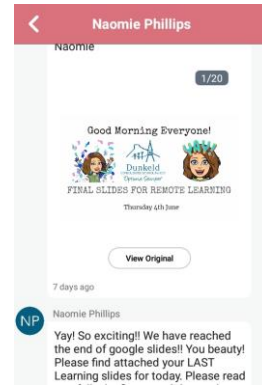 Naomie Phillips
Naomie
1/20
Good Morning Everyone!
Dunkeld
FINAL SLIDES FOR REMOTE LEARNING
Thursday 4th June
View Original
7 days ago
NP
Naomie Phillips
Yay! So exciting!! We have reached
the end of google slides!! You beauty!
Please find attached your LAST
Learning slides for today. Please read